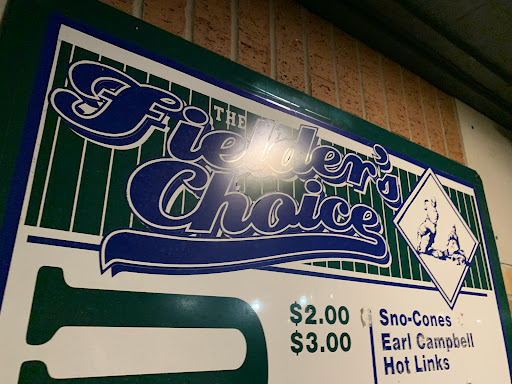 THE
Fielder's
Choice
$2.00 Sno-Cones
$3.00 Earl Campbell
Hot Links